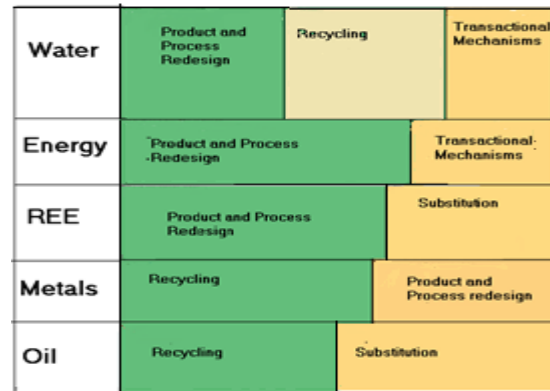 Water
Product and
Process
Redesign
Recycling
Transactional
Mechanisms
Energy
Product and Process
-Redesign
Transactional
Mechanisms
REE
Product and Process
Redesign
Substitution
Metals
Recycling
Product and
Process redesign
Oil
Recycling
Substitution